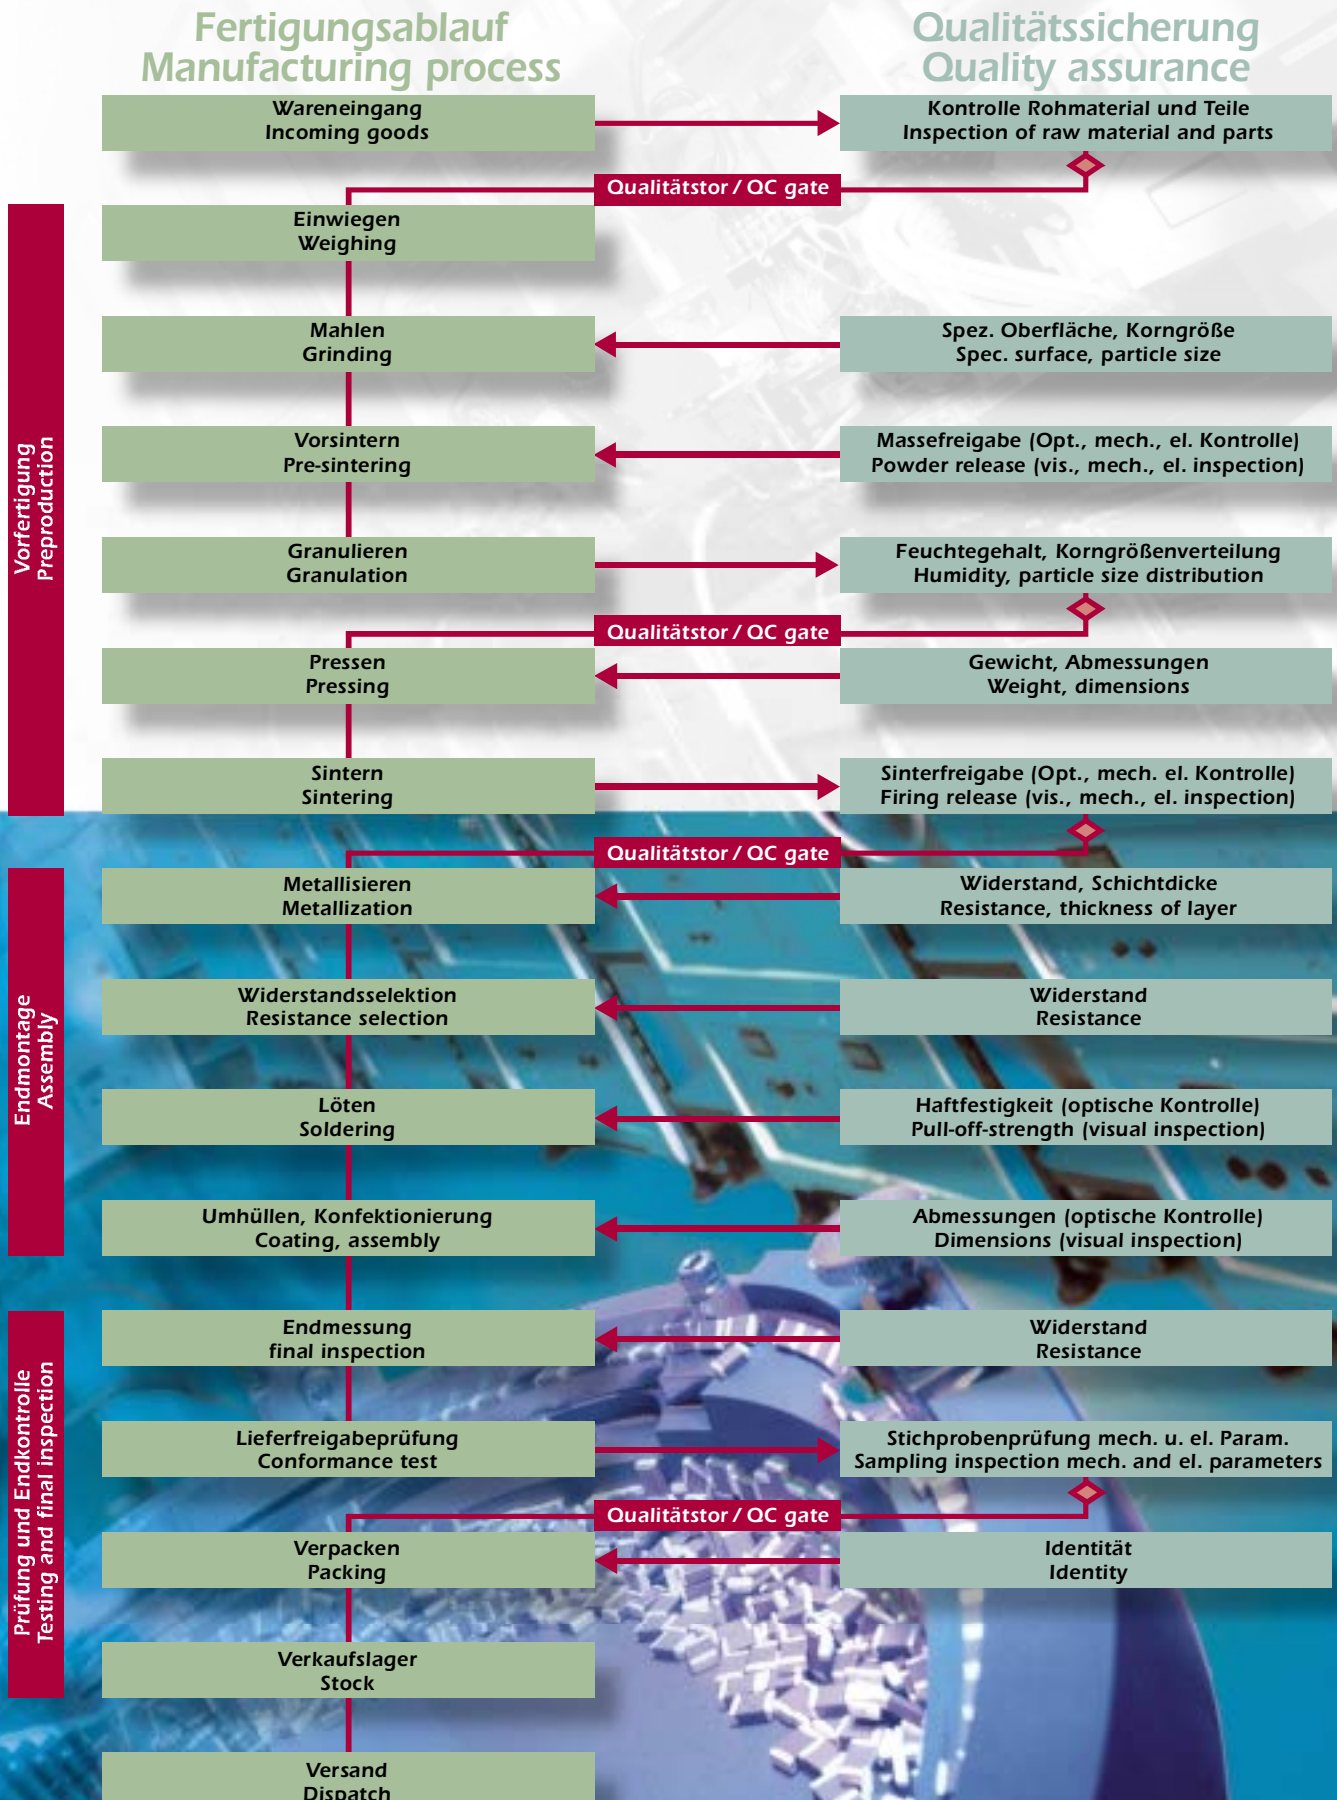 Fertigungsablauf
Manufacturing process
Qualitätssicherung
Quality assurance
Wareneingang
Incoming goods
Kontrolle Rohmaterial und Teile
Inspection of raw material and parts
Qualitätstor / QC gate
Vorfertigung
Preproduction
Einwiegen
Weighing
Mahlen
Grinding
Spez. Oberfläche, Korngröße
Spec. surface, particle size
Vorsintern
Pre-sintering
Massefreigabe (Opt., mech., el. Kontrolle)
Powder release (vis., mech., el. inspection)
Granulieren
Granulation
Feuchtegehalt, Korngrößenverteilung
Humidity, particle size distribution
Qualitätstor / QC gate
Pressen
Pressing
Gewicht, Abmessungen
Weight, dimensions
Sintern
Sintering
Sinterfreigabe (Opt., mech. el. Kontrolle)
Firing release (vis., mech., el. inspection)
Qualitätstor / QC gate
Endmontage
Assembly
Metallisieren
Metallization
Widerstand, Schichtdicke
Resistance, thickness of layer
Widerstandsselektion
Resistance selection
Widerstand
Resistance
Löten
Soldering
Haftfestigkeit (optische Kontrolle)
Pull-off-strength (visual inspection)
Umhüllen, Konfektionierung
Coating, assembly
Abmessungen (optische Kontrolle)
Dimensions (visual inspection)
Prüfung und Endkontrolle
Testing and final inspection
Endmessung
final inspection
Widerstand
Resistance
Lieferfreigabeprüfung
Conformance test
Stichprobenprüfung mech. u. el. Param.
Sampling inspection mech. and el. parameters
Qualitätstor / QC gate
Verpacken
Packing
Identität
Identity
Verkaufslager
Stock
Versand
Dispatch